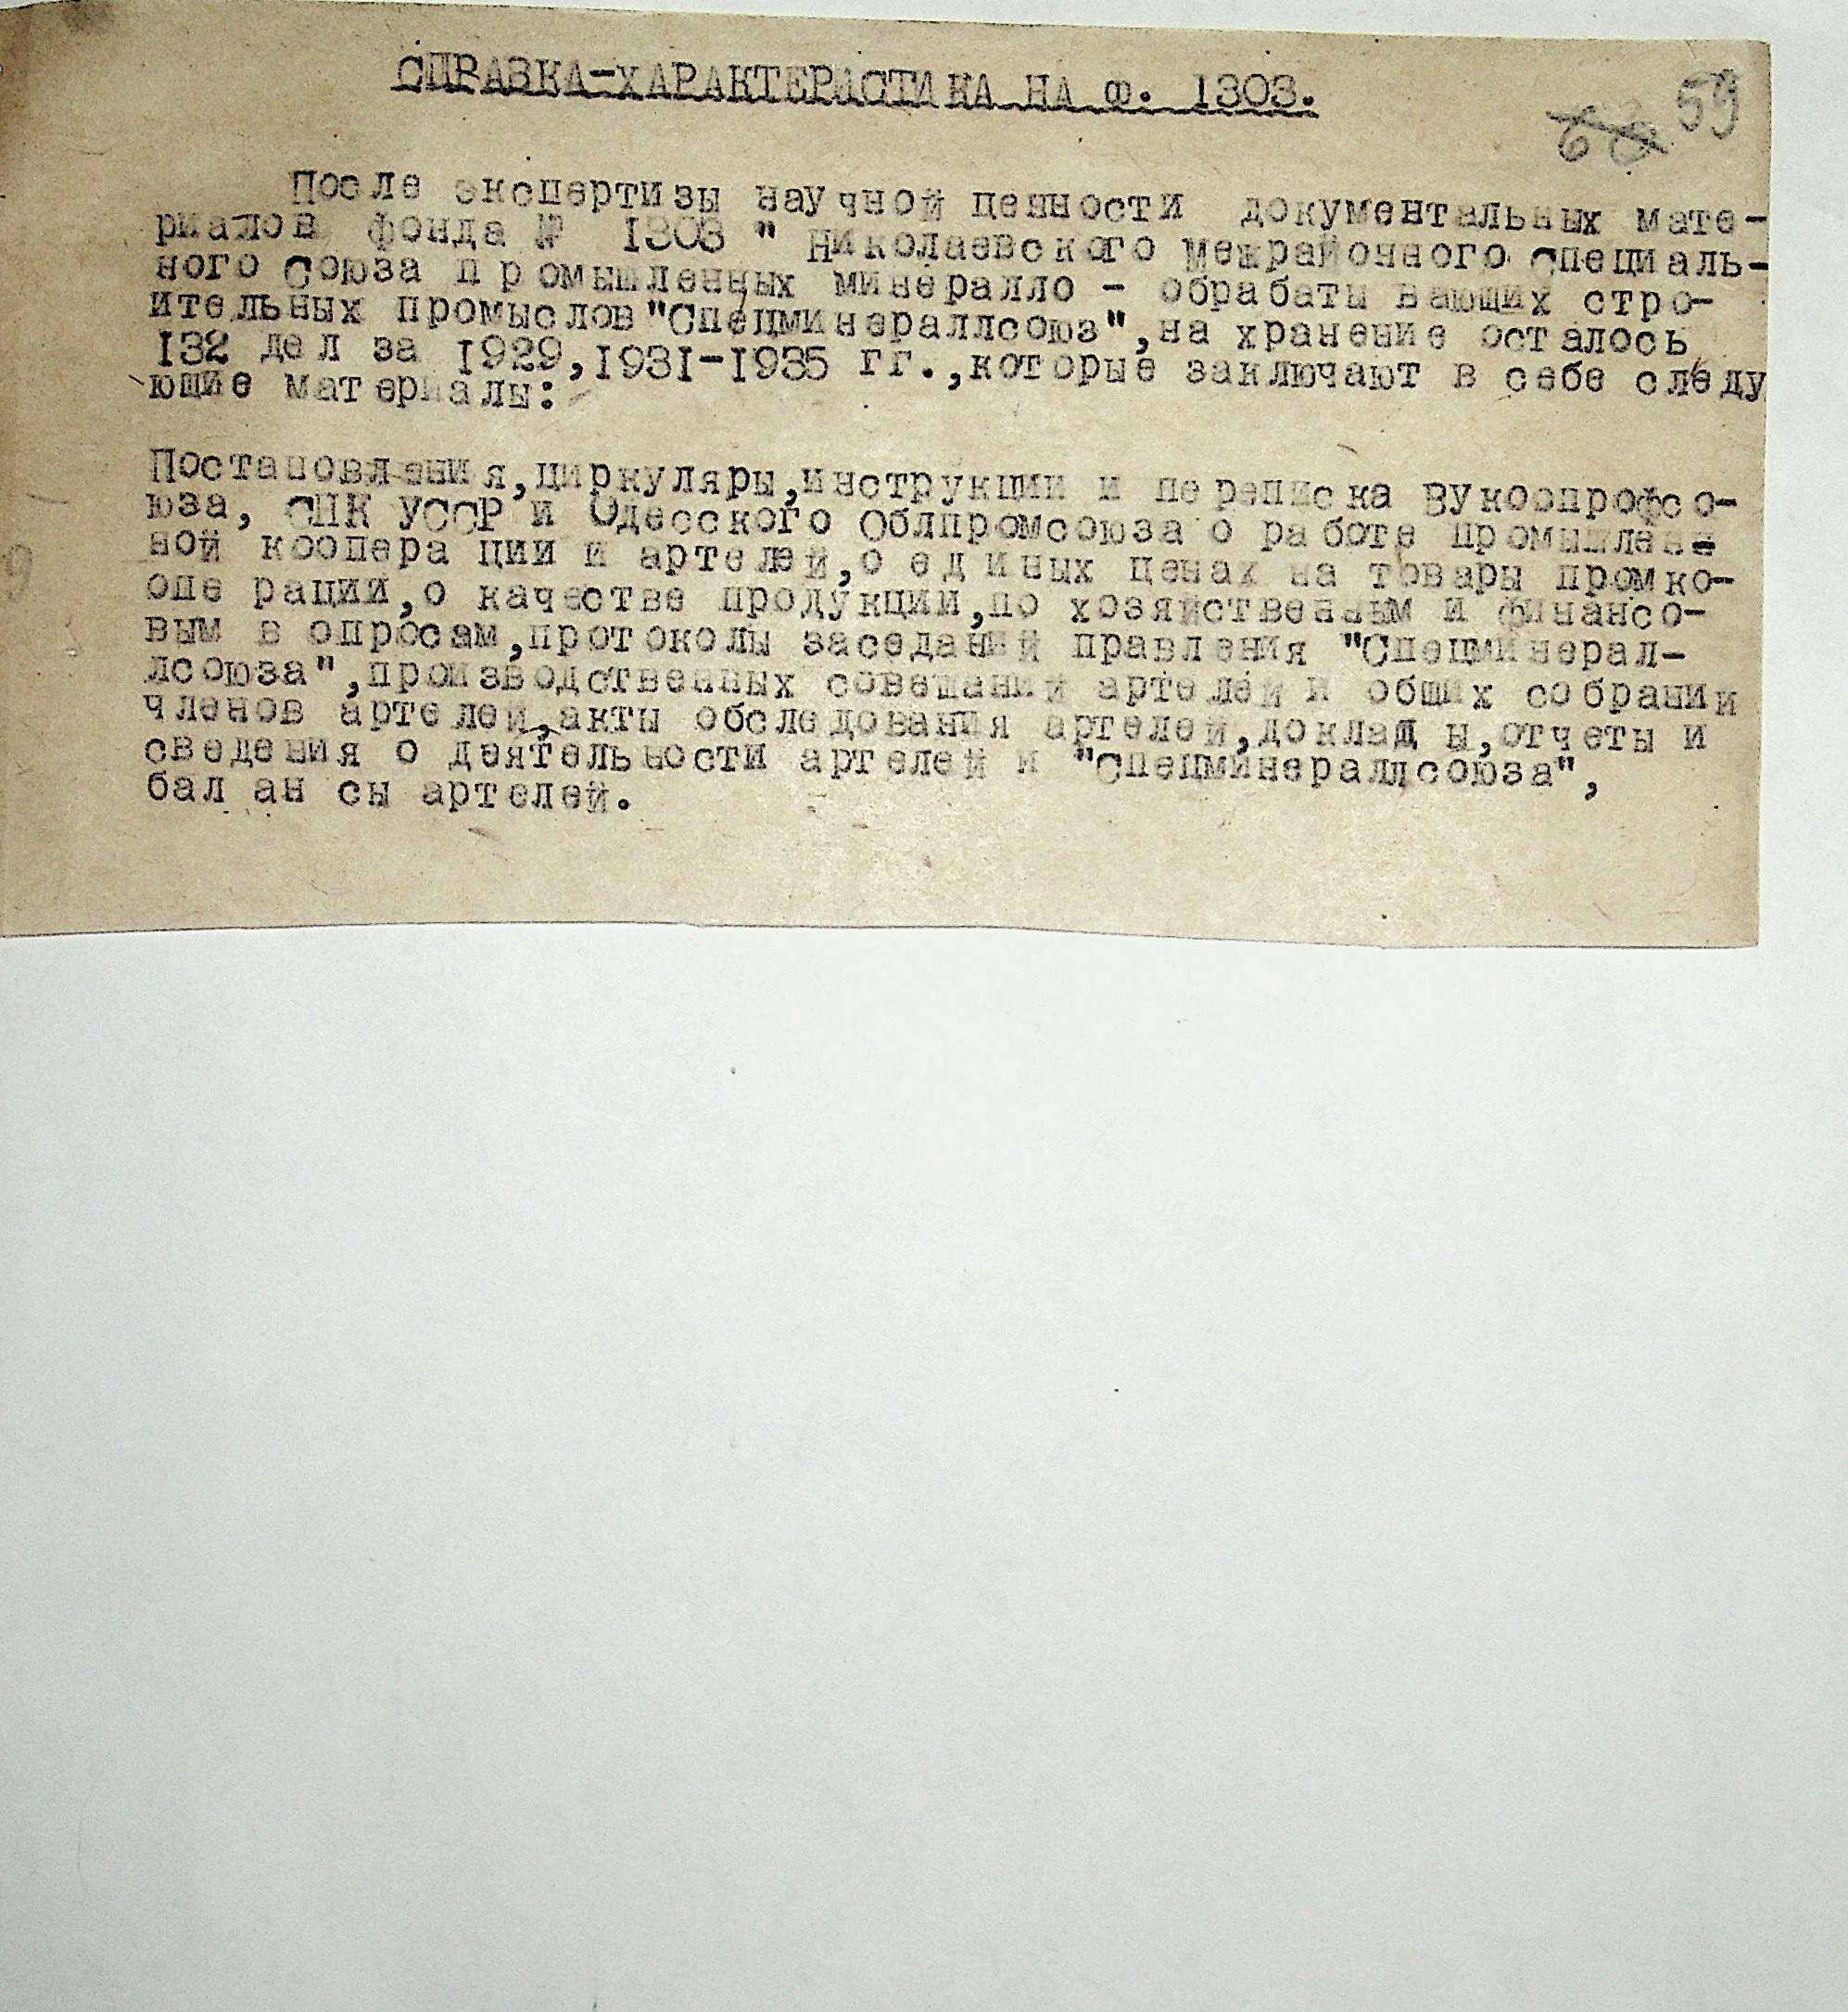 СПРАВКА-ХАРАКТЕРИСТИКА НА Ф. 1303.
59
68
После экспертизы научной ценности документальных мате-
риалов фонда № 1303 " Николаевского межрайонного специаль-
ного союза промышленных минералло - обрабатывающих стро-
ительных промыслов "Спецминераллсоюз", на хранение осталось
132 дел за 1929,1931-1935 гг., которые заключают в себе следу
ющие материалы:
Постановления, циркуляры, инструкции и переписка Вукоопрофсо-
юза, СНК УССР и Одесского Облпромсоюза о работе промышлен-
ной кооперации и артелей, о единых ценах на товары промко-
операции, о качестве продукции, по хозяйственным и финансо-
вым вопросам, протоколы заседаний правления "Спецминерал-
лсоюза", производственных совещаний артелей и общих собраний
членов артелей, акты обследования артелей, доклады, отчеты и
сведения о деятельности артелей и "Спецминераллсоюза",
балансы артелей.